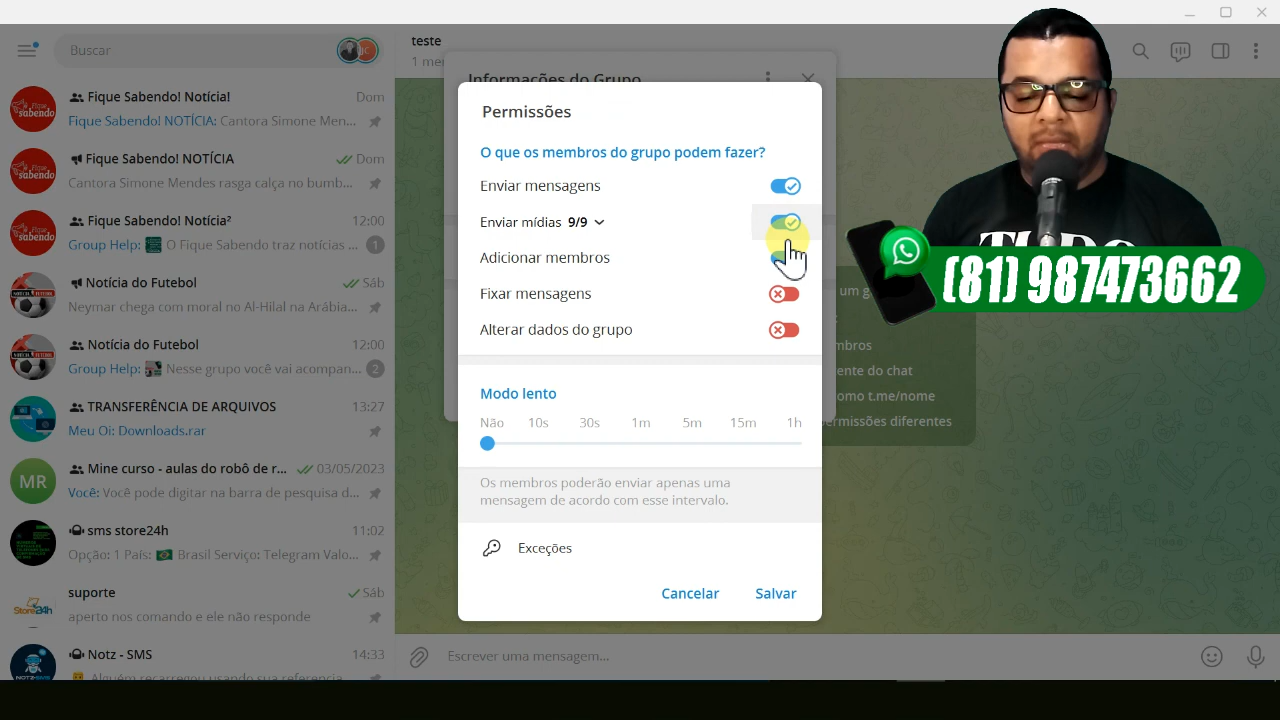 Buscar
Fique Sabendo! Notícia!
Dom
Fique Sabendo! NOTÍCIA: Cantora Simone Men...
Fique Sabendo! NOTÍCIA
Dom
Cantora Simone Mendes rasga calça no bumb...
Fique Sabendo! Notícia²
12:00
Group Help: O Fique Sabendo traz notícias ...
1
Notícia do Futebol
Sáb
Neymar chega com moral no Al-Hilal na Arábia...
Notícia do Futebol
12:00
Group Help: Nesse grupo você vai acompan...
2
TRANSFERÊNCIA DE ARQUIVOS
13:27
Meu Oi: Downloads.rar
MR
Mine curso - aulas do robô de r...
03/05/2023
Você: Você pode digitar na barra de pesquisa d...
sms store24h
11:02
Opção: 1 País: Brasil Serviço: Telegram Valo...
suporte
Sáb
aperto nos comando e ele não responde
Notz - SMS
14:33
Alguém recarregou usando sua referencia
teste
1 mem
Informações do Grupo
Permissões
O que os membros do grupo podem fazer?
Enviar mensagens
Enviar mídias 9/9
Adicionar membros
Fixar mensagens
Alterar dados do grupo
Modo lento
Não 10s 30s 1m 5m 15m 1h
Os membros poderão enviar apenas uma
mensagem de acordo com esse intervalo.
Exceções
Cancelar
Salvar
um g
mbros
ente do chat
omo t.me/nome
ermissões diferentes
Escrever uma mensagem...
TUDO
(81) 987473662